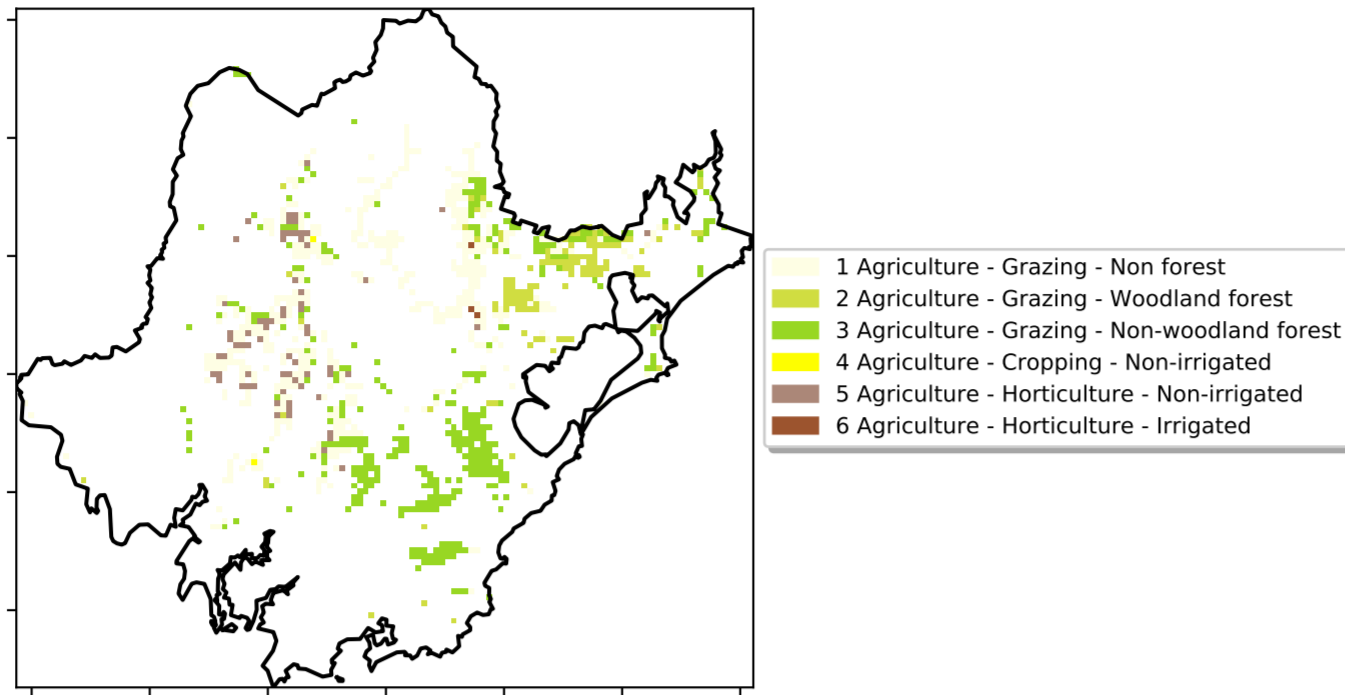 1 Agriculture - Grazing - Non forest
2 Agriculture - Grazing - Woodland forest
3 Agriculture - Grazing - Non-woodland forest
4 Agriculture - Cropping - Non-irrigated
5 Agriculture - Horticulture - Non-irrigated
6 Agriculture - Horticulture - Irrigated